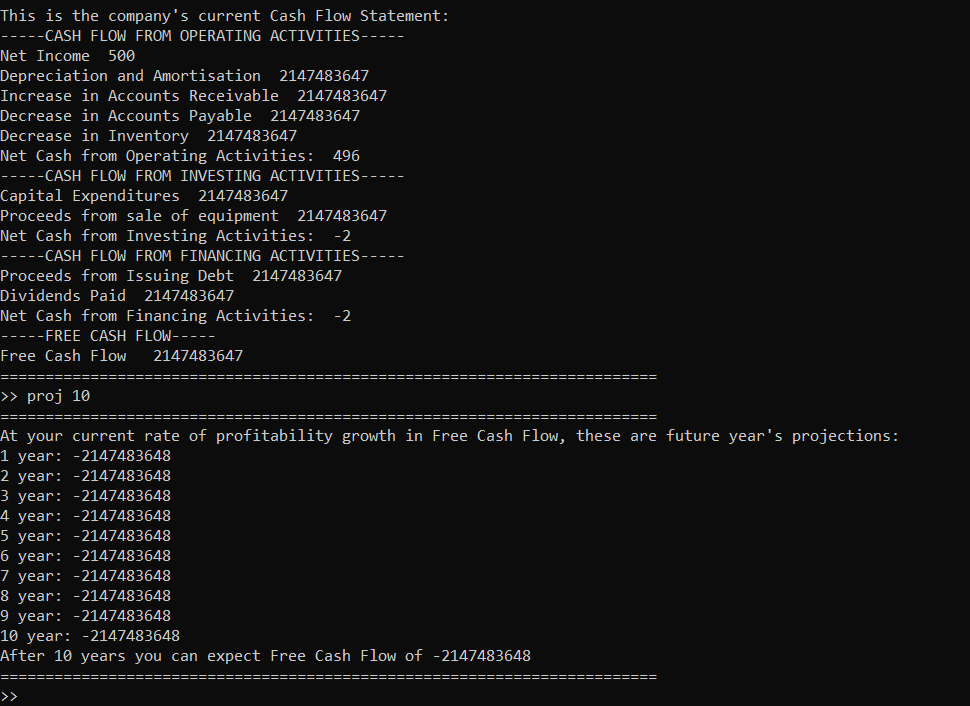 This is the company's current Cash Flow Statement:
-----CASH FLOW FROM OPERATING ACTIVITIES-----
Net Income  500
Depreciation and Amortisation  2147483647
Increase in Accounts Receivable  2147483647
Decrease in Accounts Payable  2147483647
Decrease in Inventory  2147483647
Net Cash from Operating Activities:  496
-----CASH FLOW FROM INVESTING ACTIVITIES-----
Capital Expenditures  2147483647
Proceeds from sale of equipment  2147483647
Net Cash from Investing Activities:  -2
-----CASH FLOW FROM FINANCING ACTIVITIES-----
Proceeds from Issuing Debt  2147483647
Dividends Paid  2147483647
Net Cash from Financing Activities:  -2
-----FREE CASH FLOW-----
Free Cash Flow   2147483647
=========================================================================
>> proj 10
=========================================================================
At your current rate of profitability growth in Free Cash Flow, these are future year's projections:
1 year: -2147483648
2 year: -2147483648
3 year: -2147483648
4 year: -2147483648
5 year: -2147483648
6 year: -2147483648
7 year: -2147483648
8 year: -2147483648
9 year: -2147483648
10 year: -2147483648
After 10 years you can expect Free Cash Flow of -2147483648
=========================================================================
>>